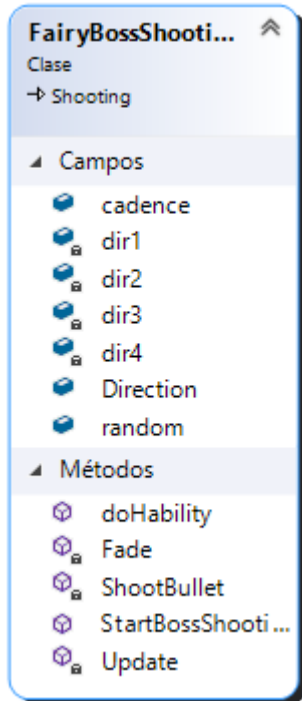 FairyBossShooti...
Clase
Shooting
Campos
cadence
dir1
dir2
dir3
dir4
Direction
random
Métodos
doHability
Fade
ShootBullet
StartBossShooti...
Update